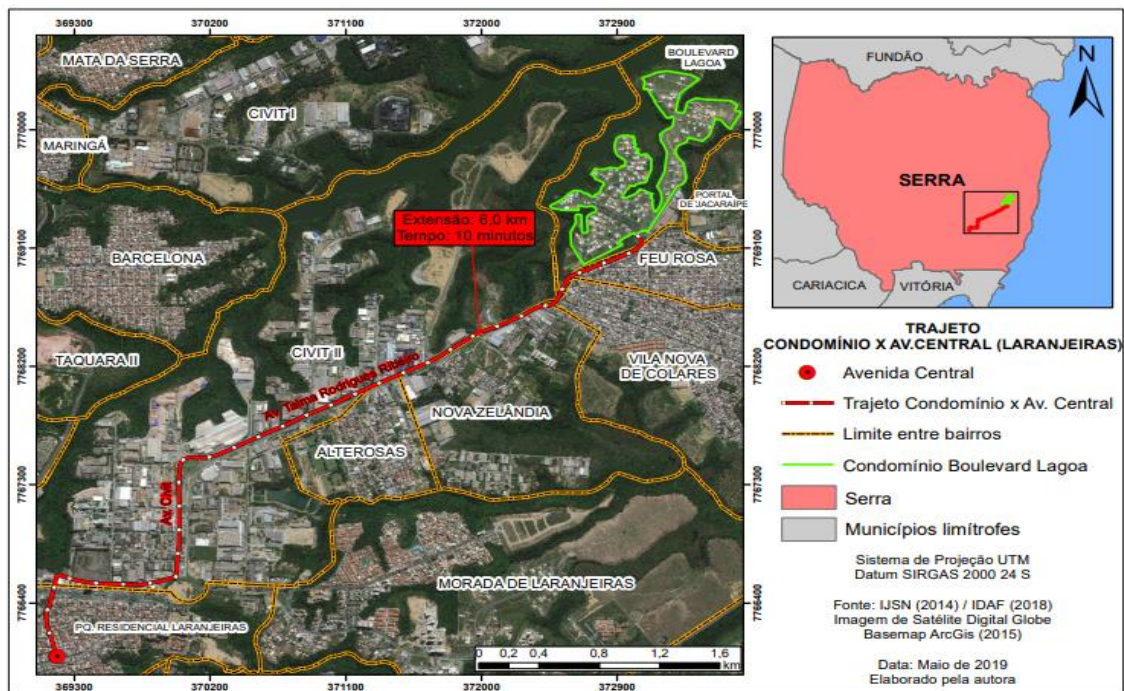 369300
370200
371100
372000
372900
7770000
7769100
7768200
7767300
7766400
MATA DA SERRA
BOULEVARD
LAGOA
CIVIT I
MARINGÁ
PORTAL
DE JACARAÍPE
Extensão: 6,0 km
Tempo: 10 minutos
BARCELONA
FEU ROSA
TAQUARA II
CIVIT II
VILA NOVA
DE COLARES
Av. Talma Rodrigues Ribeiro
NOVA ZELÂNDIA
ALTEROSAS
Av. Civit
MORADA DE LARANJEIRAS
PQ. RESIDENCIAL LARANJEIRAS
0 0,2 0,4 0,8 1,2 1,6
km
369300
370200
371100
372000
372900
7770000
7769100
7768200
7767300
7766400
FUNDÃO
N
SERRA
CARIACICA
VITÓRIA
TRAJETO
CONDOMÍNIO X AV.CENTRAL (LARANJEIRAS)
Avenida Central
Trajeto Condomínio x Av. Central
Limite entre bairros
Condomínio Boulevard Lagoa
Serra
Municípios limítrofes
Sistema de Projeção UTM
Datum SIRGAS 2000 24 S
Fonte: IJSN (2014) / IDAF (2018)
Imagem de Satélite Digital Globe
Basemap ArcGis (2015)
Data: Maio de 2019
Elaborado pela autora